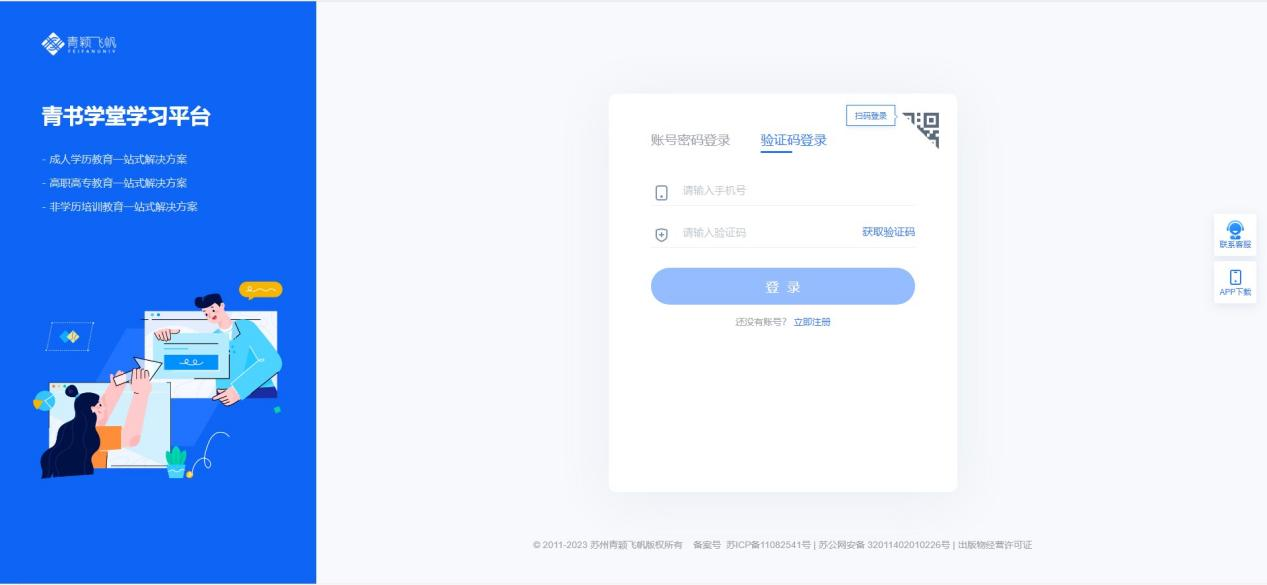 青颖飞帆
FEIFANUNIV
青书学堂学习平台
- 成人学历教育一站式解决方案
- 高职高专教育一站式解决方案
- 非学历培训教育一站式解决方案
扫码登录
账号密码登录 验证码登录
请输入手机号
请输入验证码 获取验证码
登 录
还没有账号? 立即注册
联系客服
APP下载
© 2011-2023 苏州青颖飞帆版权所有 备案号 苏ICP备11082541号 | 苏公网安备 32011402010226号 | 出版物经营许可证